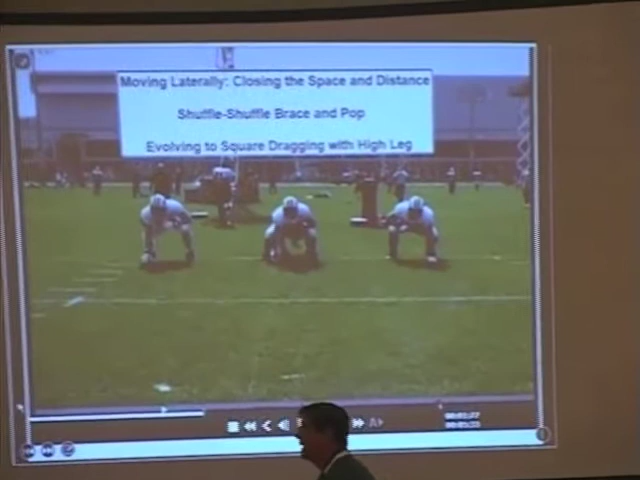 Moving Laterally: Closing the Space and Distance
Shuffle-Shuffle Brace and Pop
Evolving to Square Dragging with High Leg